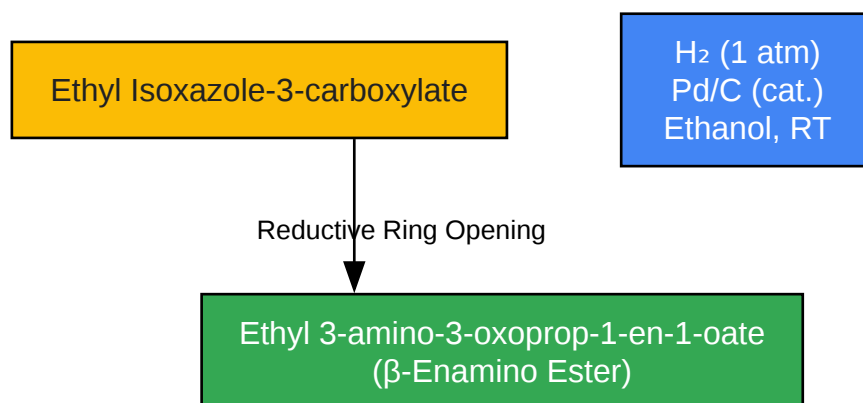 Ethyl Isoxazole-3-carboxylate
H₂ (1 atm)
Pd/C (cat.)
Ethanol, RT
Reductive Ring Opening
Ethyl 3-amino-3-oxoprop-1-en-1-oate
(β-Enamino Ester)